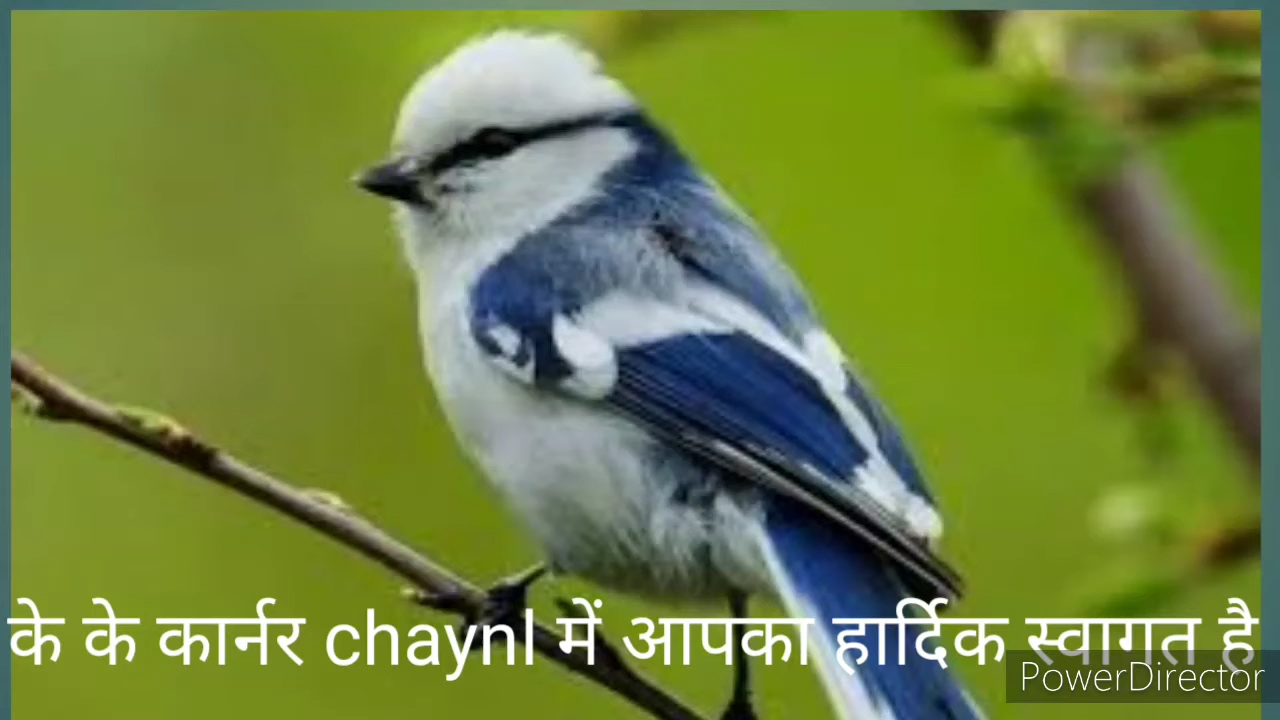 के के कार्नर chaynl में आपका हार्दिक स्वागत है
PowerDirector